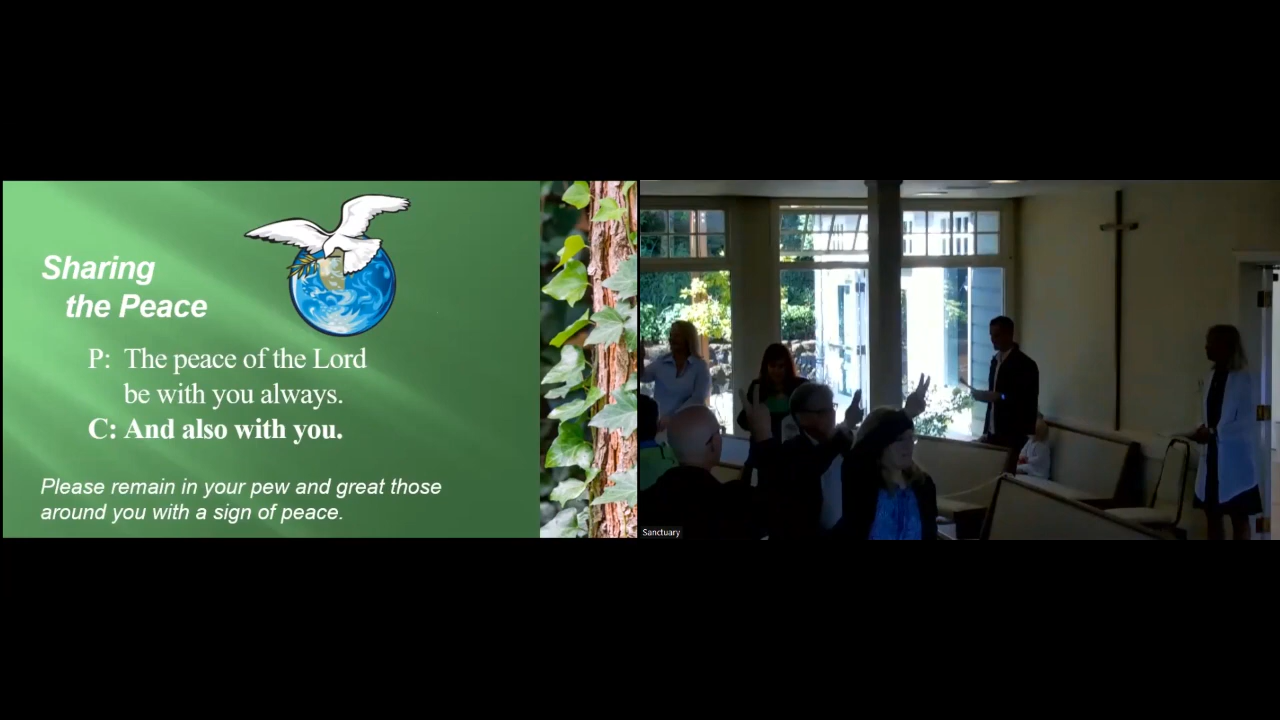 Sharing
the Peace
P: The peace of the Lord
be with you always.
C: And also with you.
Please remain in your pew and great those
around you with a sign of peace.
Sanctuary